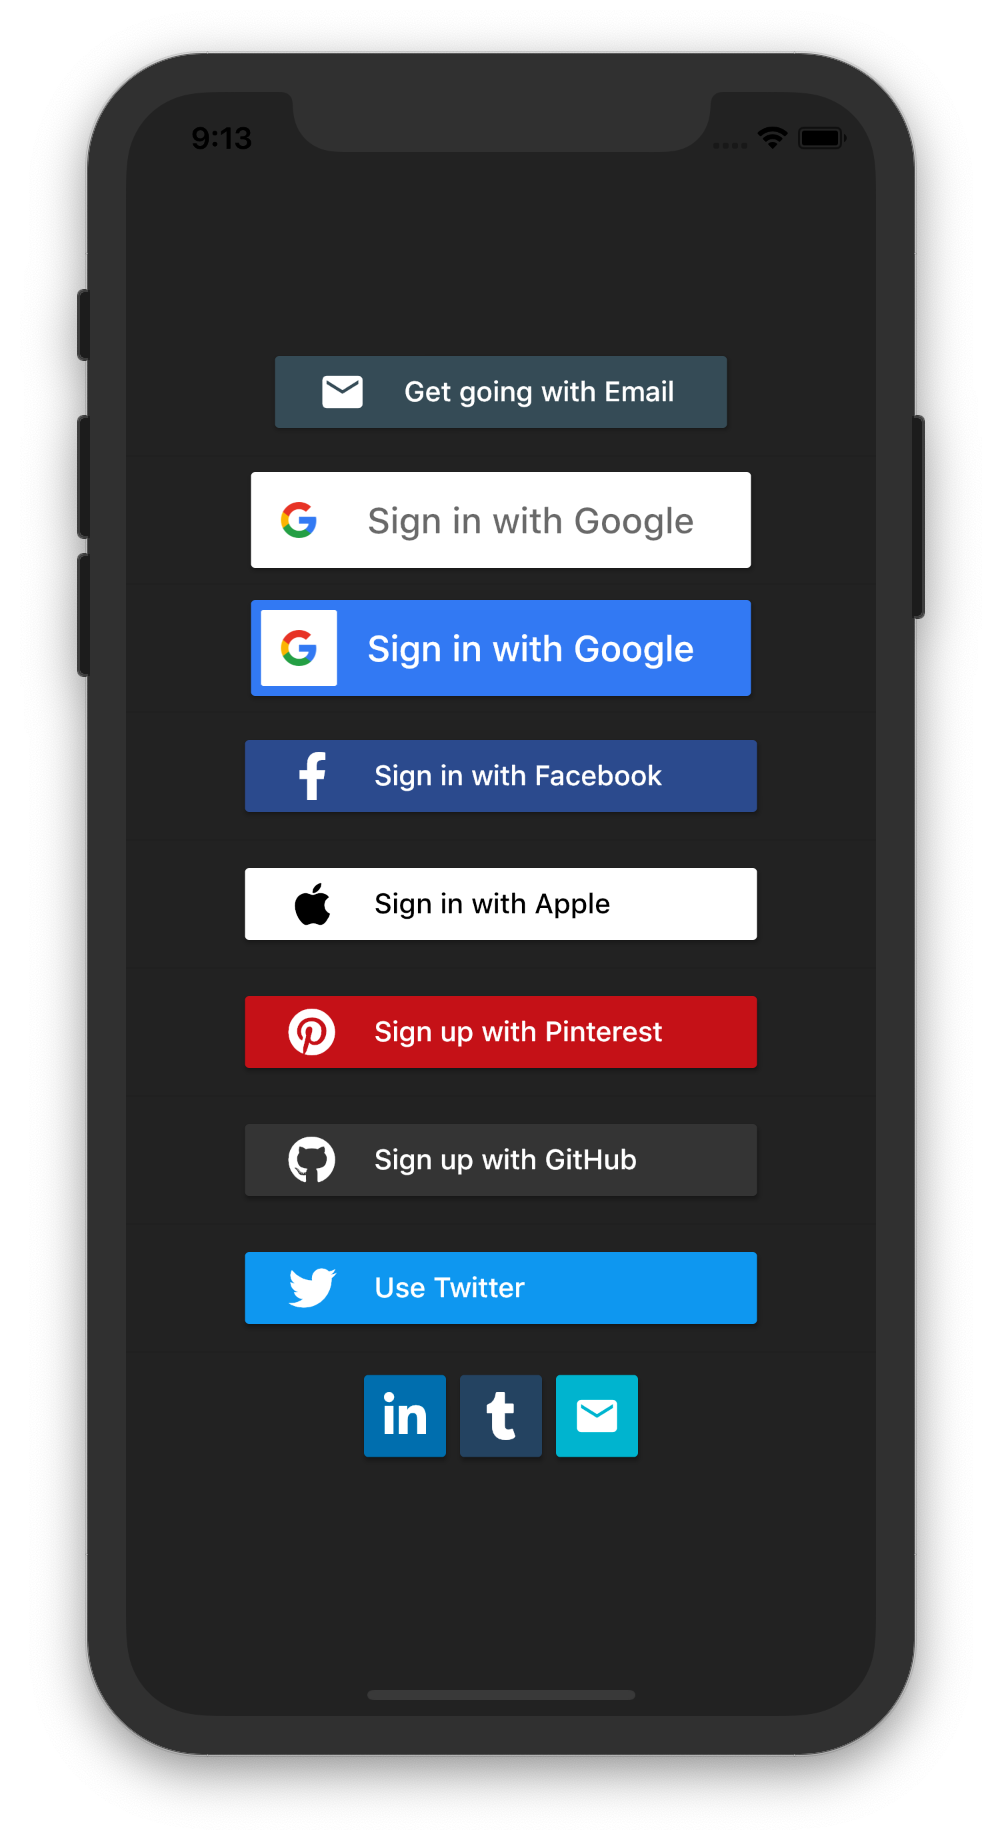 9:13
Get going with Email
Sign in with Google
Sign in with Google
Sign in with Facebook
Sign in with Apple
Sign up with Pinterest
Sign up with GitHub
Use Twitter
in t